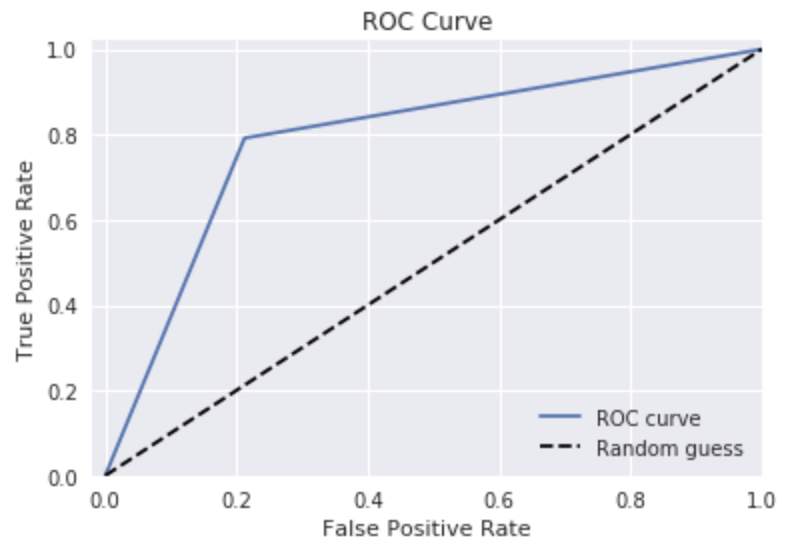 ROC Curve
1.0
0.8
0.6
0.4
0.2
0.0
True Positive Rate
ROC curve
Random guess
0.0 0.2 0.4 0.6 0.8 1.0
False Positive Rate